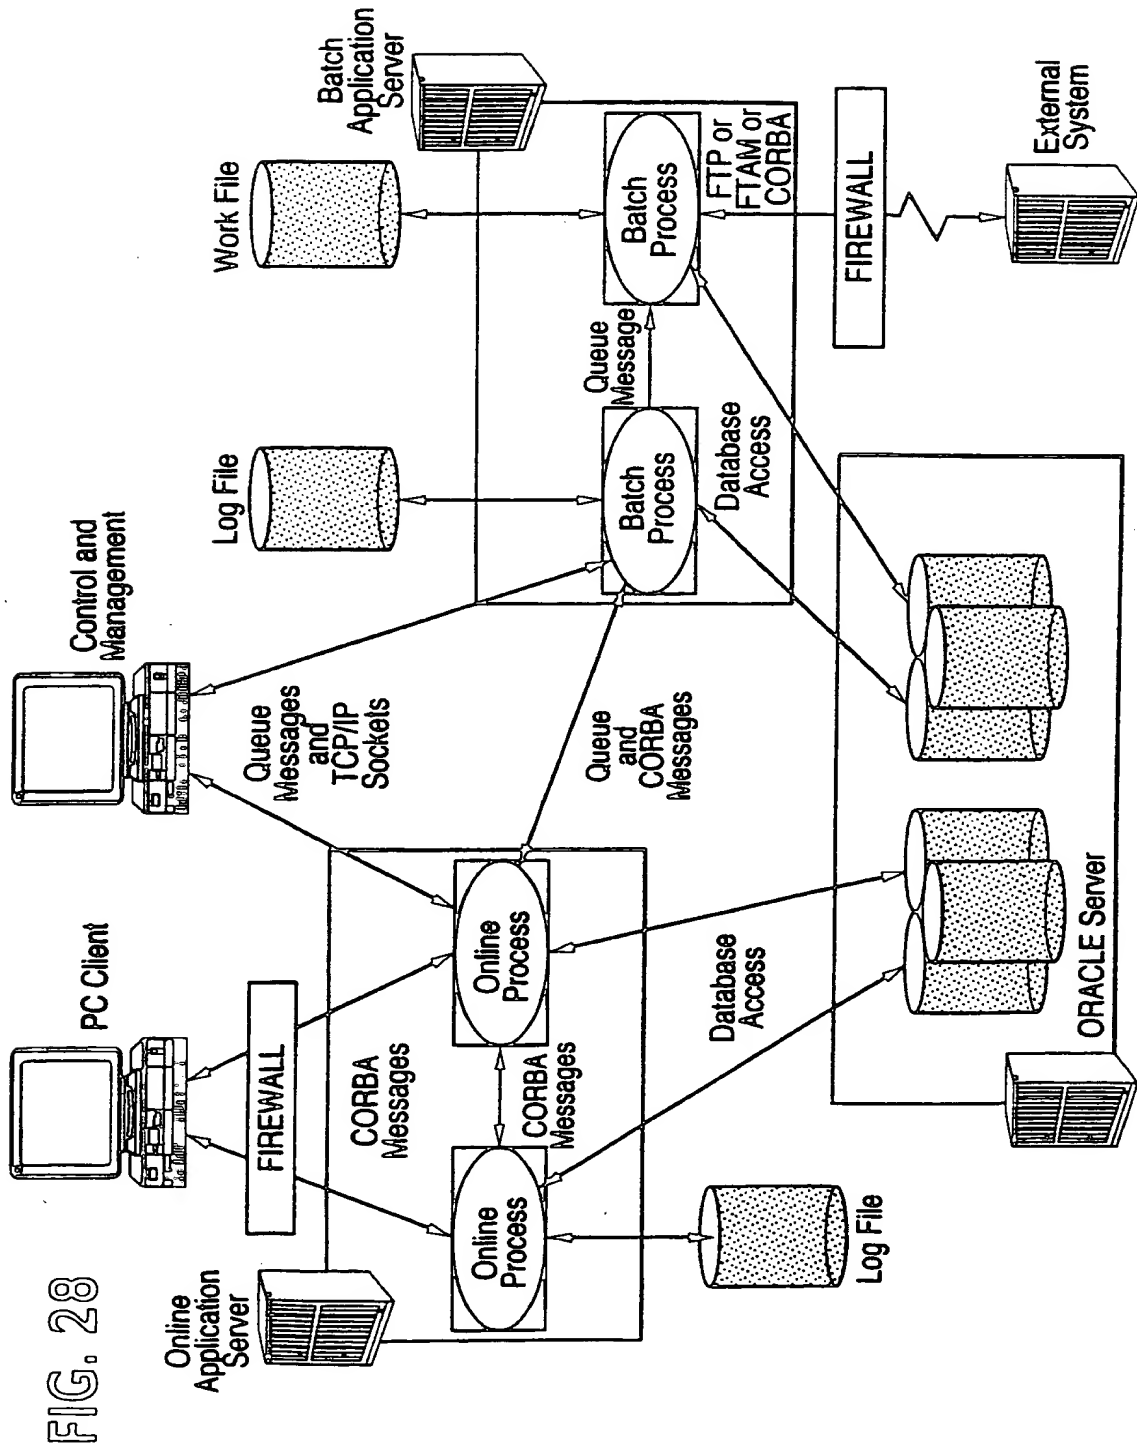 FIG. 28
Online
Application
Server
PC Client
FIREWALL
CORBA
Messages
Online
Process
CORBA
Messages
Online
Process
Log File
Control and
Management
Queue
Messages
and
TCP/IP
Sockets
Queue
and
CORBA
Messages
Database
Access
ORACLE Server
Log File
Work File
Batch
Application
Server
Batch
Process
Queue
Message
Batch
Process
Database
Access
FTP or
FTAM or
CORBA
FIREWALL
External
System